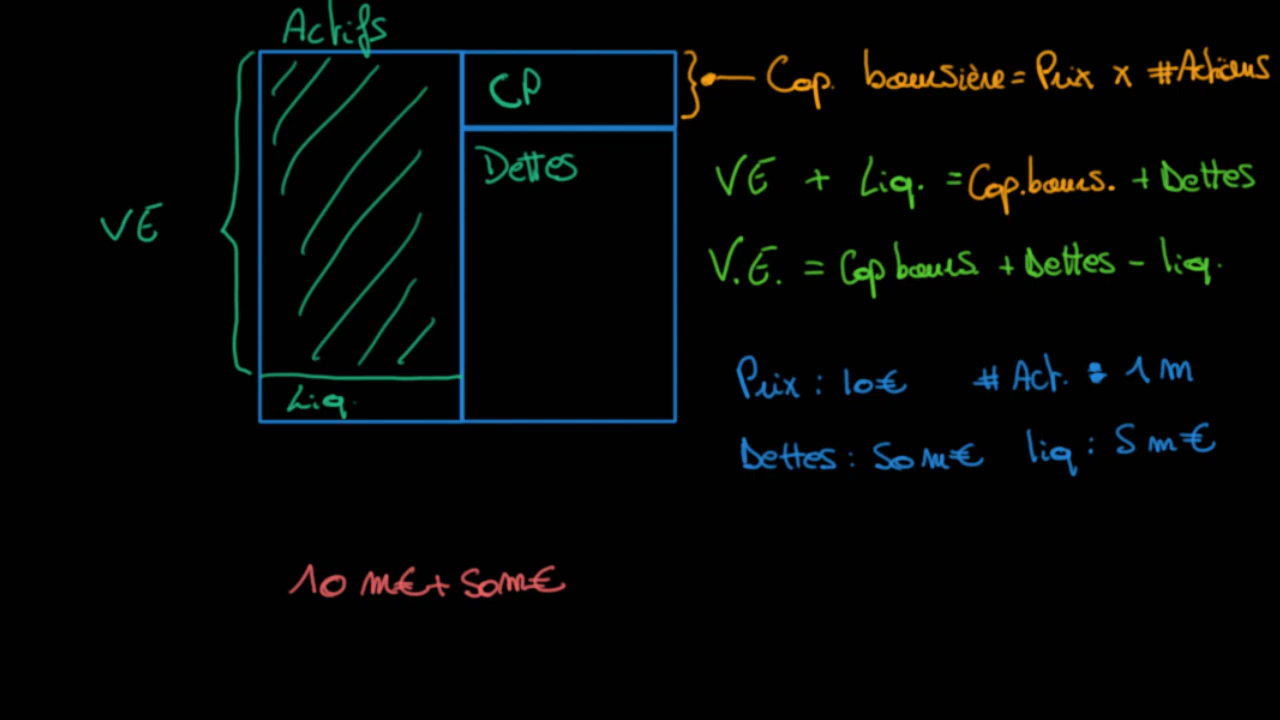 Actifs
CP
Cap. boursière = Prix x #Actions
Dettes
VE + Liq. = Cap. bours. + Dettes
VE
V.E. = Cap bours + Dettes - liq.
Prix : 10€ # Act. : 1 m
Liq.
Dettes : 50 m€ liq : 5 m€
10 m€ + 50 m€